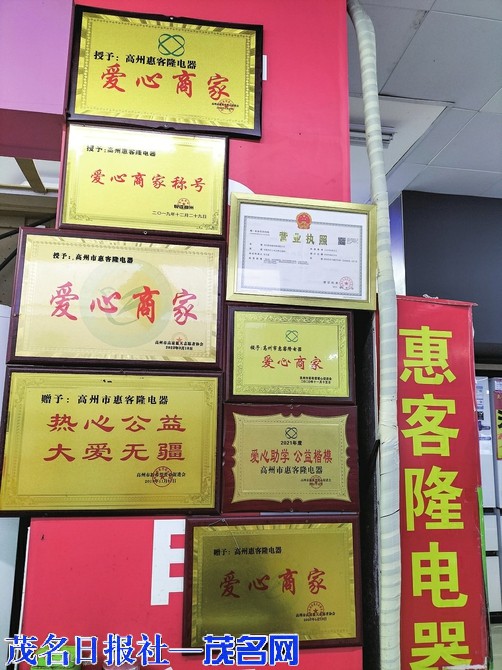 授予：高州惠客隆电器
爱心商家
授予：高州惠客隆电器
爱心商家称号
二〇一九年十二月二十九日
授予：高州市惠客隆电器
爱心商家
营业执照
授予：高州市惠客隆电器
爱心商家
赠予：高州市惠客隆电器
热心公益
大爱无疆
2021年度
爱心助学 公益楷模
高州市惠客隆电器
赠予：高州惠客隆电器
爱心商家
惠客隆电器
茂名日报社—茂名网